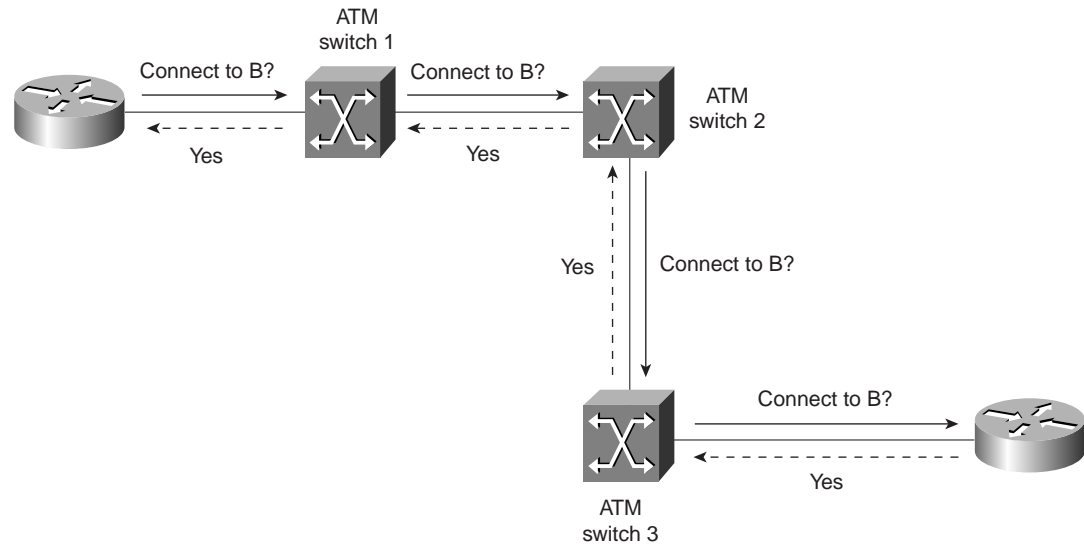 ATM
switch 1
Connect to B?
Connect to B?
ATM
switch 2
Yes
Yes
Yes
Connect to B?
Connect to B?
Yes
ATM
switch 3